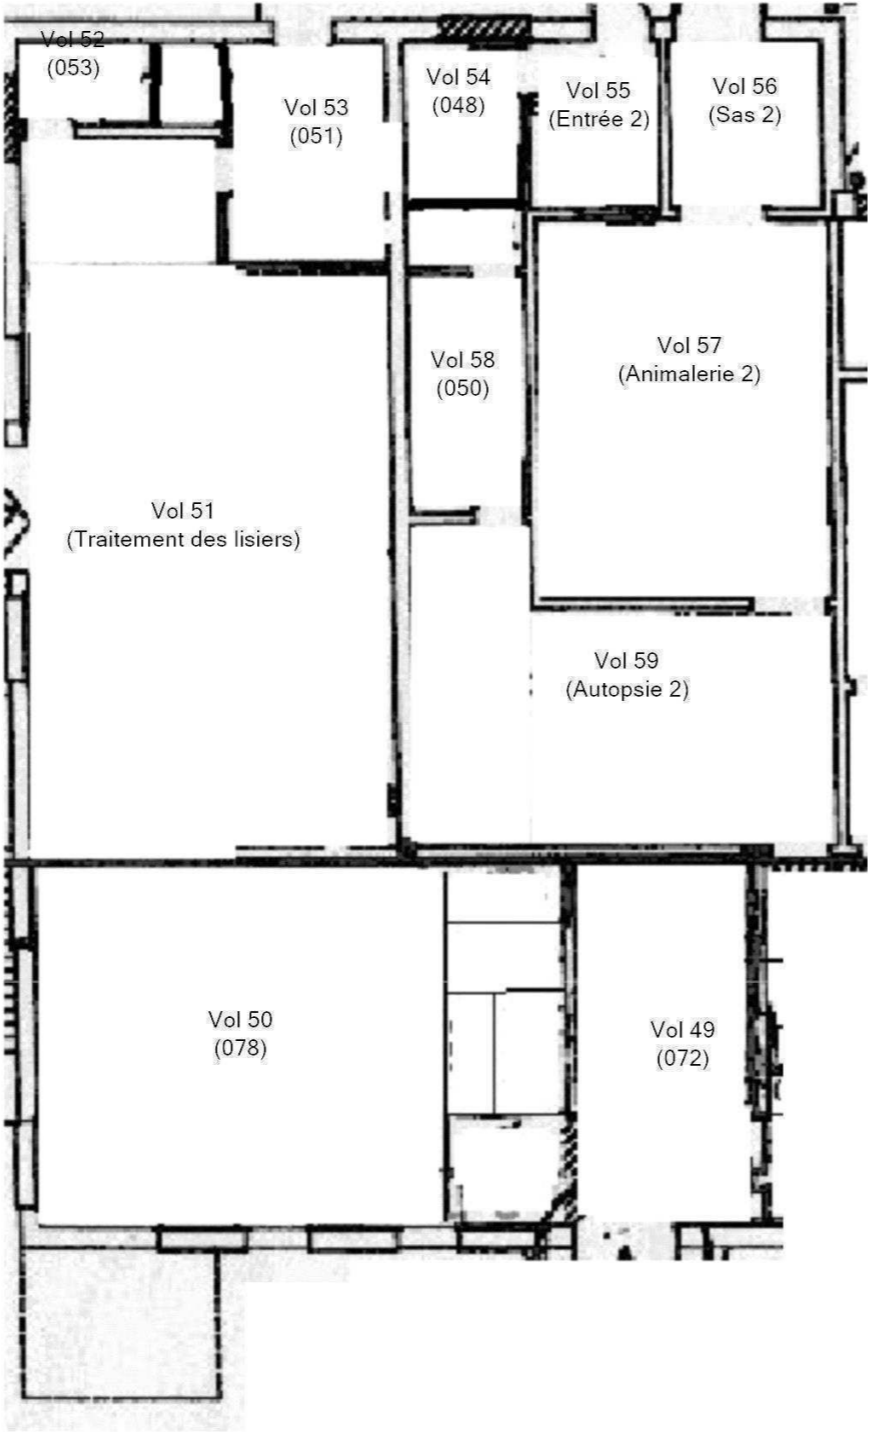 Vol 52
(053)
Vol 53
(051)
Vol 54
(048)
Vol 55
(Entrée 2)
Vol 56
(Sas 2)
Vol 57
(Animalerie 2)
Vol 58
(050)
Vol 51
(Traitement des lisiers)
Vol 59
(Autopsie 2)
Vol 50
(078)
Vol 49
(072)